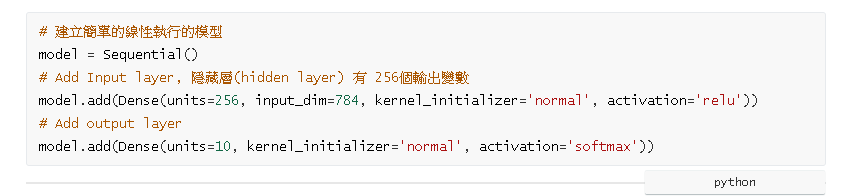 # 建立簡單的線性執行的模型
model = Sequential()
# Add Input layer, 隱藏層(hidden layer) 有 256個輸出變數
model.add(Dense(units=256, input_dim=784, kernel_initializer='normal', activation='relu'))
# Add output layer
model.add(Dense(units=10, kernel_initializer='normal', activation='softmax'))
python